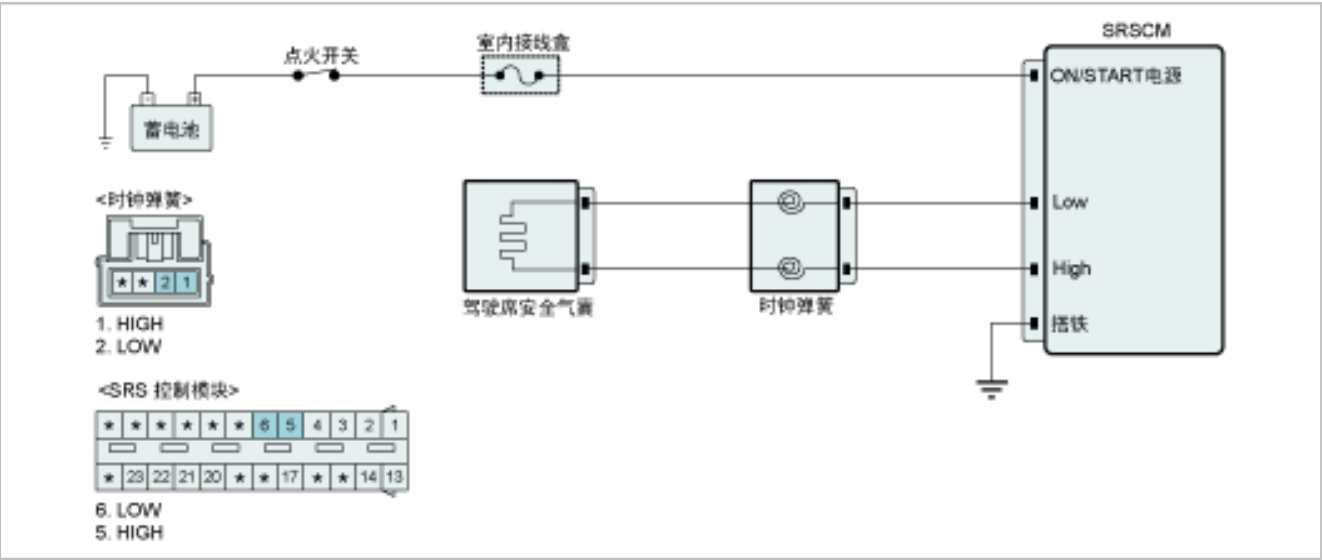 SRSCM
点火开关
室内接线盒
ON/START电源
- +
蓄电池
<时钟弹簧>
Low
* * 2 1
High
驾驶席安全气囊
时钟弹簧
1. HIGH
搭铁
2. LOW
<SRS 控制模块>
* * * * * * 6 5 4 3 2 1
* 23 22 21 20 * * 17 * * 14 13
6. LOW
5. HIGH